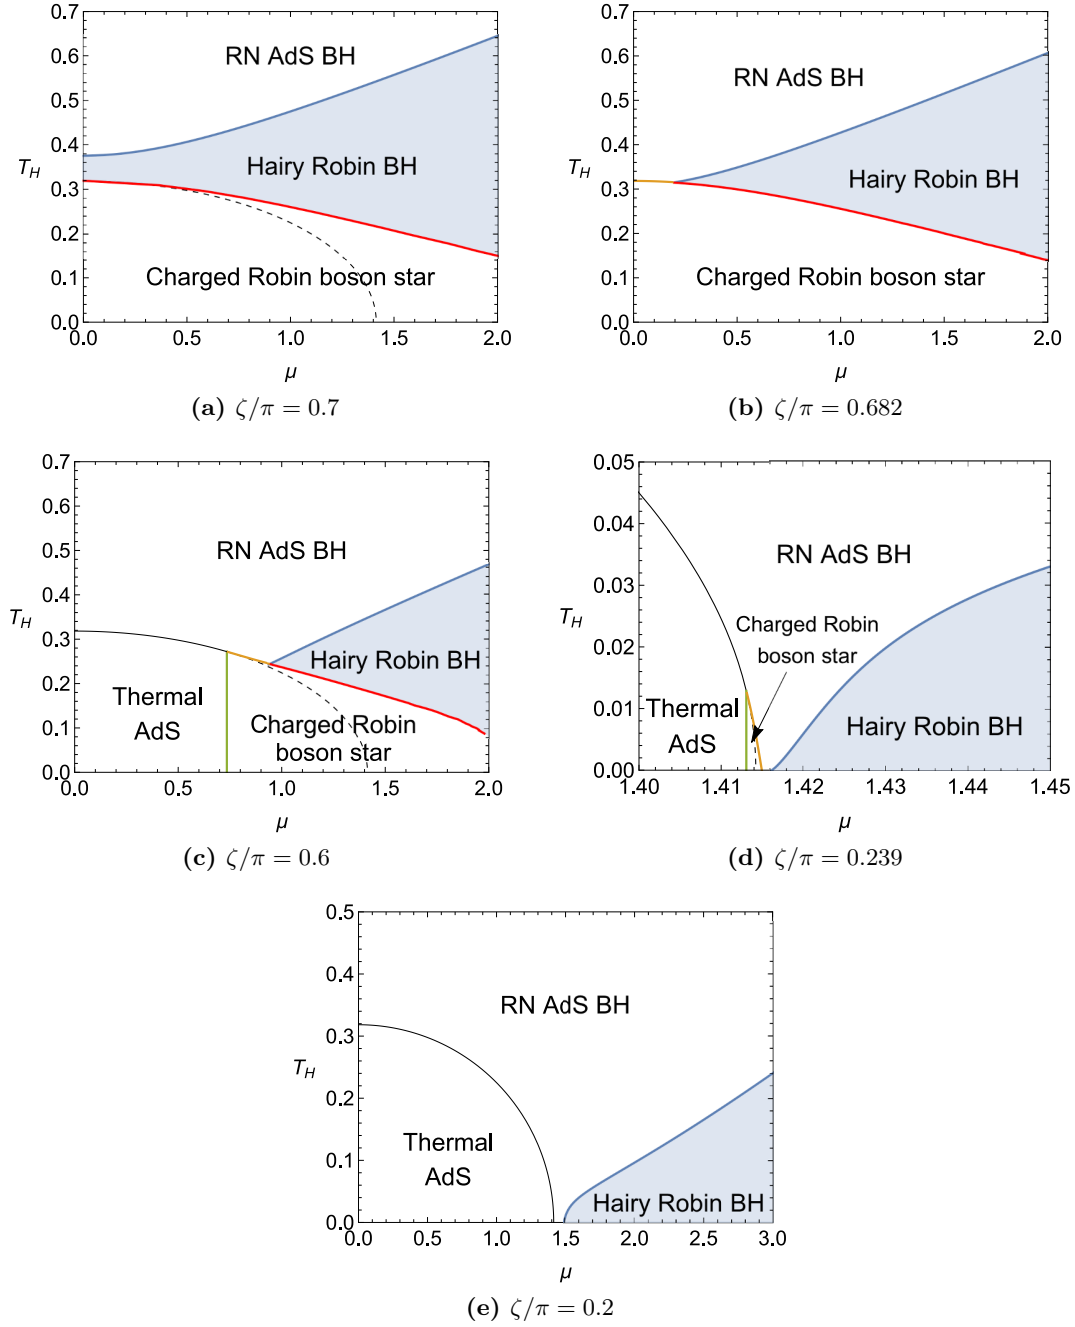 0.7
0.6
0.5
0.4
T_H
0.3
0.2
0.1
0.0
0.0 0.5 1.0 1.5 2.0
μ
RN AdS BH
Hairy Robin BH
Charged Robin boson star
(a) ζ/π = 0.7
0.7
0.6
0.5
0.4
T_H
0.3
0.2
0.1
0.0
0.0 0.5 1.0 1.5 2.0
μ
RN AdS BH
Hairy Robin BH
Charged Robin boson star
(b) ζ/π = 0.682
0.7
0.6
0.5
0.4
T_H
0.3
0.2
0.1
0.0
0.0 0.5 1.0 1.5 2.0
μ
RN AdS BH
Hairy Robin BH
Thermal
AdS
Charged Robin
boson star
(c) ζ/π = 0.6
0.05
0.04
0.03
T_H
0.02
0.01
0.00
1.40 1.41 1.42 1.43 1.44 1.45
μ
RN AdS BH
Charged Robin
boson star
Thermal
AdS
Hairy Robin BH
(d) ζ/π = 0.239
0.5
0.4
0.3
T_H
0.2
0.1
0.0
0.0 0.5 1.0 1.5 2.0 2.5 3.0
μ
RN AdS BH
Thermal
AdS
Hairy Robin BH
(e) ζ/π = 0.2